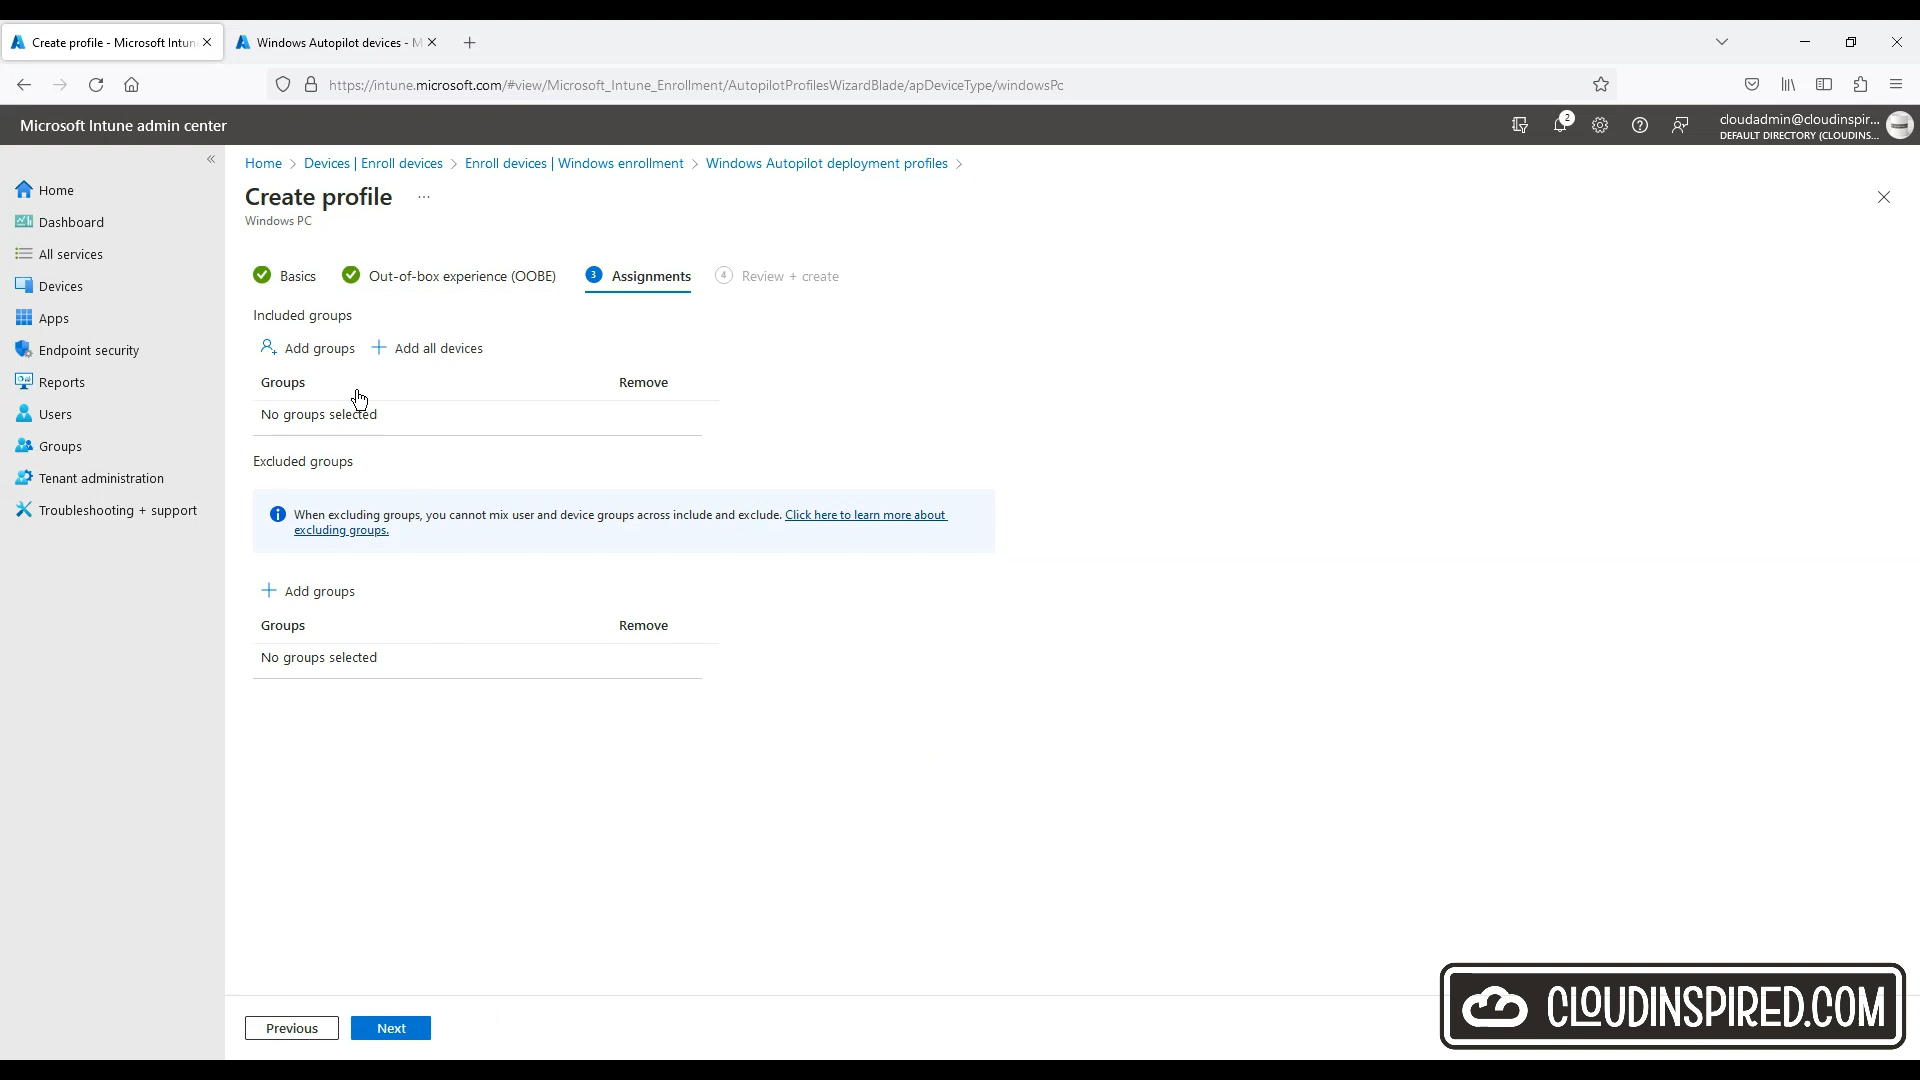 Create profile - Microsoft Intun
Windows Autopilot devices - M
https://intune.microsoft.com/#view/Microsoft_Intune_Enrollment/AutopilotProfilesWizardBlade/apDeviceType/windowsPc
Microsoft Intune admin center
2
cloudadmin@cloudinspir...
DEFAULT DIRECTORY (CLOUDINS...
Home
Dashboard
All services
Devices
Apps
Endpoint security
Reports
Users
Groups
Tenant administration
Troubleshooting + support
Home > Devices | Enroll devices > Enroll devices | Windows enrollment > Windows Autopilot deployment profiles >
Create profile ...
Windows PC
Basics
Out-of-box experience (OOBE)
3 Assignments
4 Review + create
Included groups
Add groups
Add all devices
Groups
Remove
No groups selected
Excluded groups
When excluding groups, you cannot mix user and device groups across include and exclude. Click here to learn more about
excluding groups.
Add groups
Groups
Remove
No groups selected
Previous
Next
CLOUDINSPIRED.COM